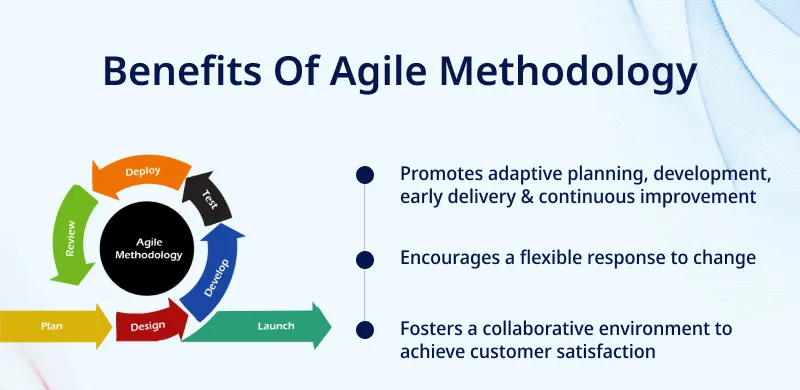 Benefits Of Agile Methodology
Deploy
Test
Review
Agile
Methodology
Develop
Plan
Design
Launch
Promotes adaptive planning, development,
early delivery & continuous improvement
Encourages a flexible response to change
Fosters a collaborative environment to
achieve customer satisfaction